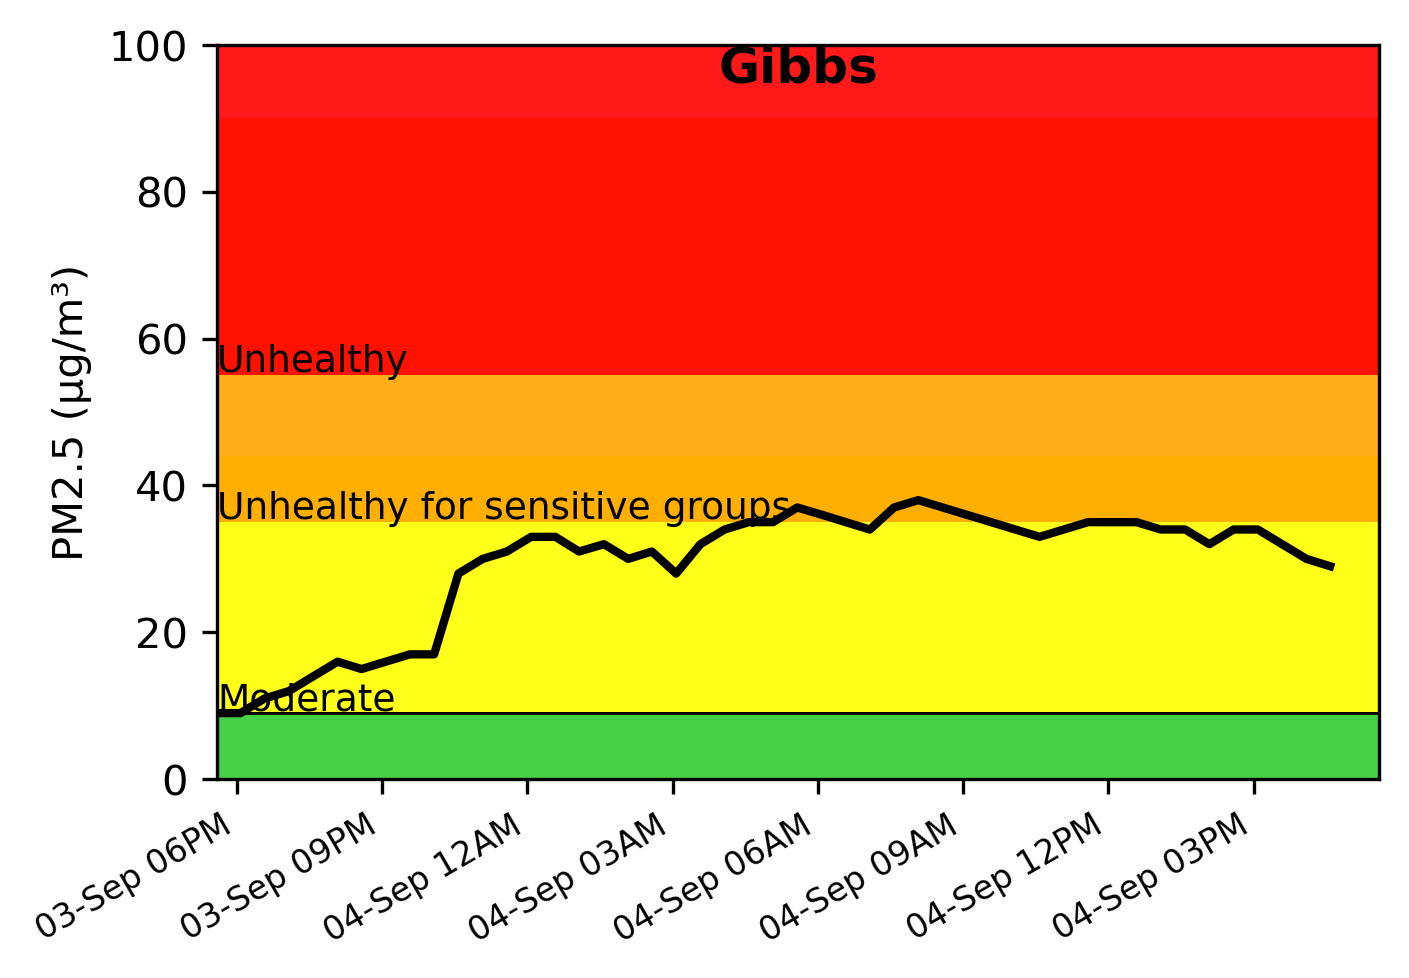 Gibbs
100
80
60
40
20
0
PM2.5 (µg/m³)
Unhealthy
Unhealthy for sensitive groups
Moderate
03-Sep 06PM
03-Sep 09PM
04-Sep 12AM
04-Sep 03AM
04-Sep 06AM
04-Sep 09AM
04-Sep 12PM
04-Sep 03PM